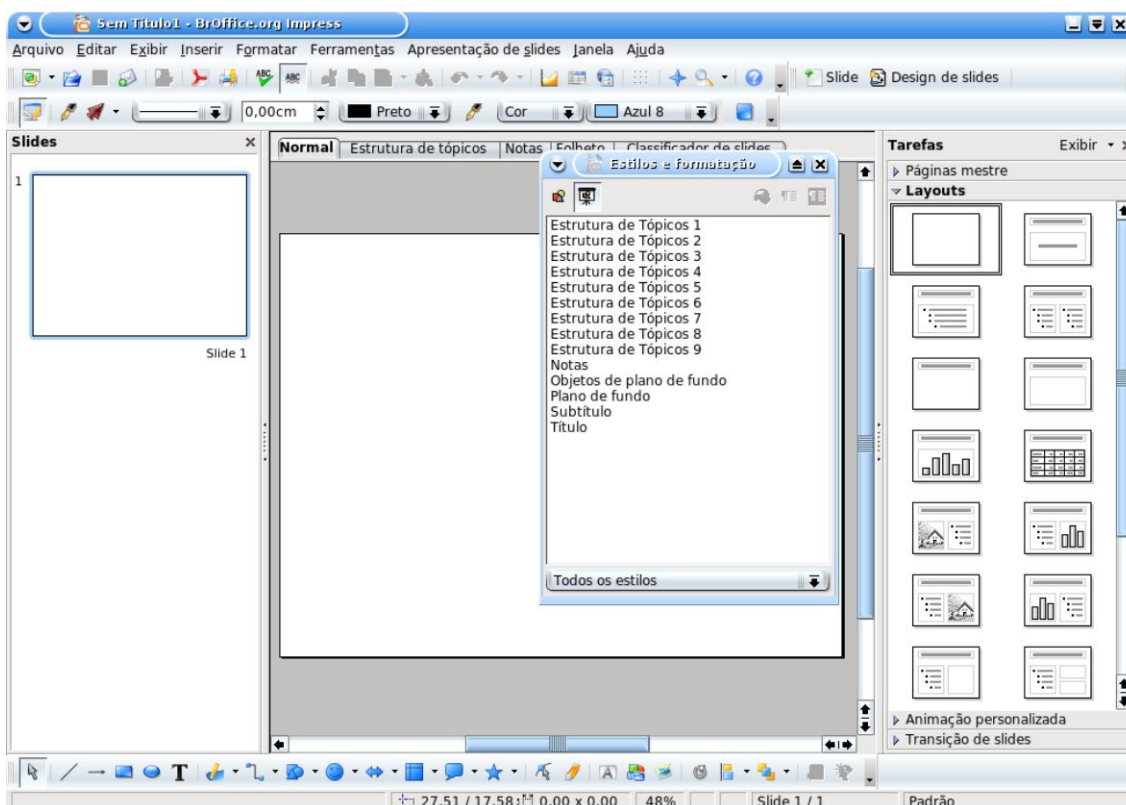 Sem Título1 - BrOffice.org Impress
Arquivo Editar Exibir Inserir Formatar Ferramentas Apresentação de slides Janela Ajuda
ABC ABC Slide Design de slides
0,00cm Preto Cor Azul 8
Slides
1
Slide 1
Normal Estrutura de tópicos Notas Folheto Classificador de slides
Estilos e formatação
Estrutura de Tópicos 1
Estrutura de Tópicos 2
Estrutura de Tópicos 3
Estrutura de Tópicos 4
Estrutura de Tópicos 5
Estrutura de Tópicos 6
Estrutura de Tópicos 7
Estrutura de Tópicos 8
Estrutura de Tópicos 9
Notas
Objetos de plano de fundo
Plano de fundo
Subtítulo
Título
Todos os estilos
Tarefas Exibir
Páginas mestre
Layouts
Animação personalizada
Transição de slides
27,51 / 17,58 0,00 x 0,00 48% Slide 1 / 1 Padrão